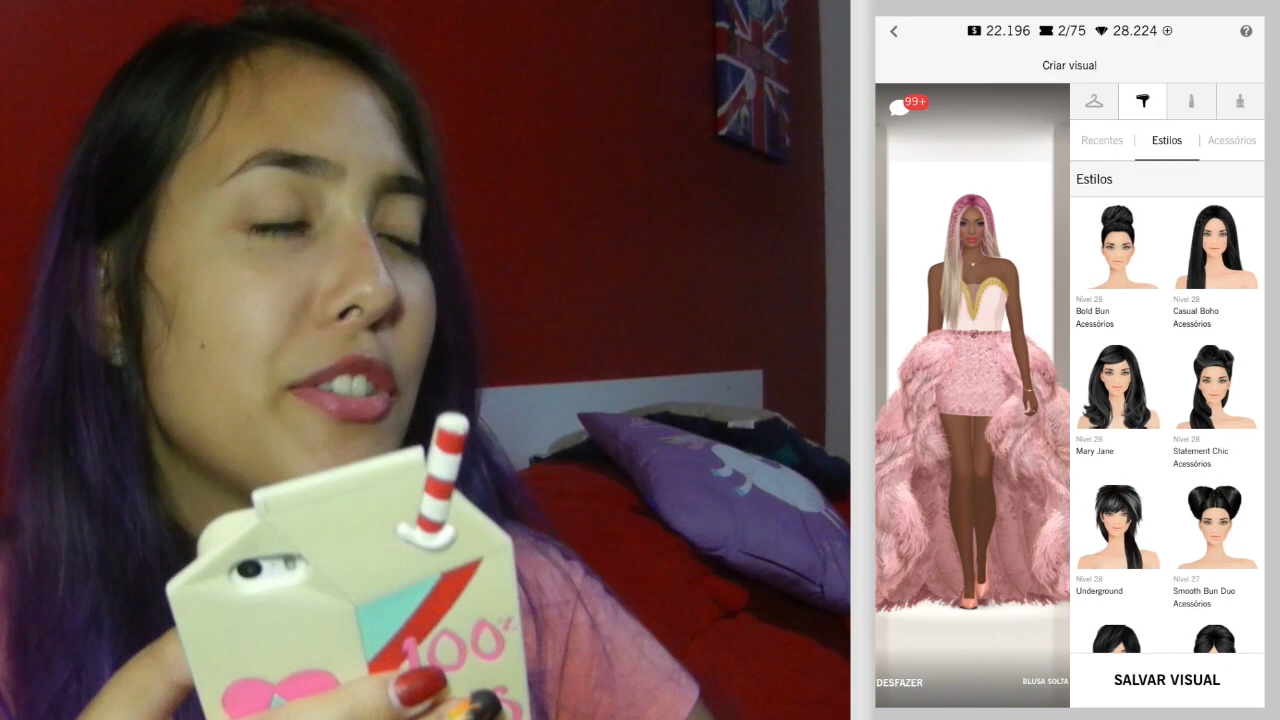 22.196 2/75 28.224
Criar visual
99+
Recentes Estilos Acessórios
Estilos
Nível 28 Nível 28
Bold Bun Casual Boho
Acessórios Acessórios
Nível 28 Nível 28
Mary Jane Statement Chic
Acessórios
Nível 28 Nível 27
Underground Smooth Bun Duo
Acessórios
DESFAZER BLUSA SOLTA
SALVAR VISUAL
100%